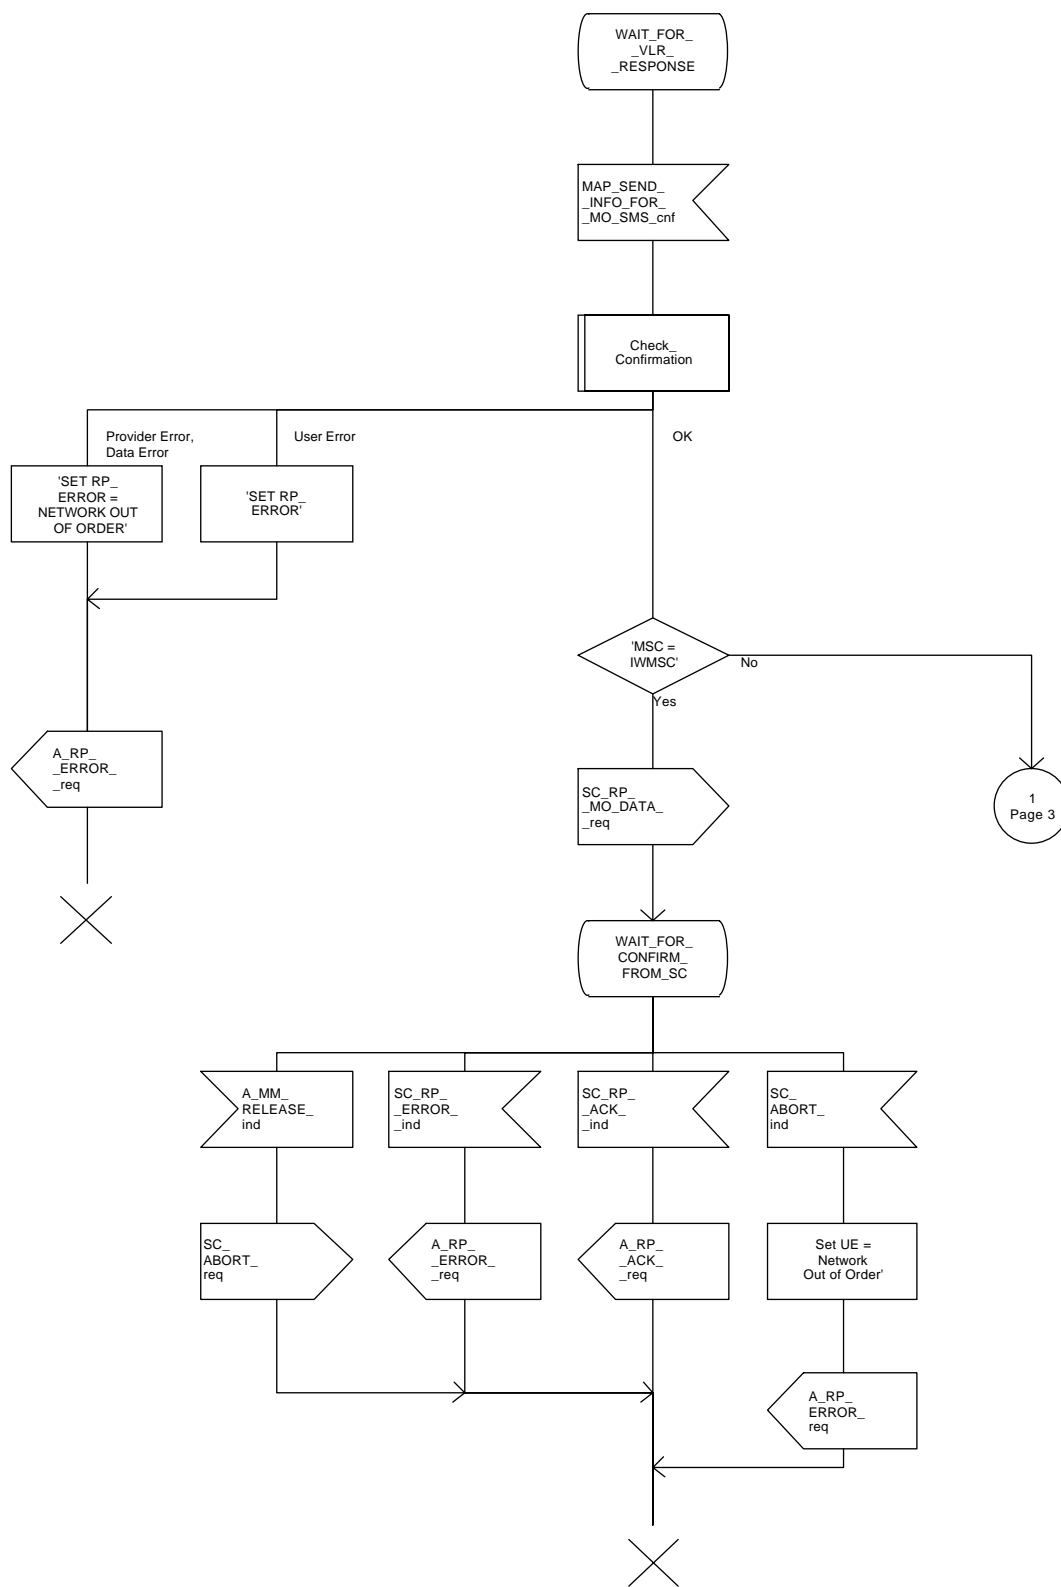 WAIT_FOR_
_VLR_
_RESPONSE
MAP_SEND_
_INFO_FOR_
_MO_SMS_cnf
Check_
Confirmation
Provider Error,
Data Error
User Error
OK
'SET RP_
ERROR =
NETWORK OUT
OF ORDER'
'SET RP_
ERROR'
'MSC =
IWMSC'
No
Yes
A_RP_
_ERROR_
_req
SC_RP_
_MO_DATA_
_req
1
Page 3
WAIT_FOR_
CONFIRM_
FROM_SC
A_MM_
RELEASE_
ind
SC_RP_
_ERROR_
_ind
SC_RP_
_ACK_
_ind
SC_
ABORT_
ind
SC_
ABORT_
req
A_RP_
_ERROR_
_req
A_RP_
_ACK_
_req
Set UE =
Network
Out of Order'
A_RP_
ERROR_
req